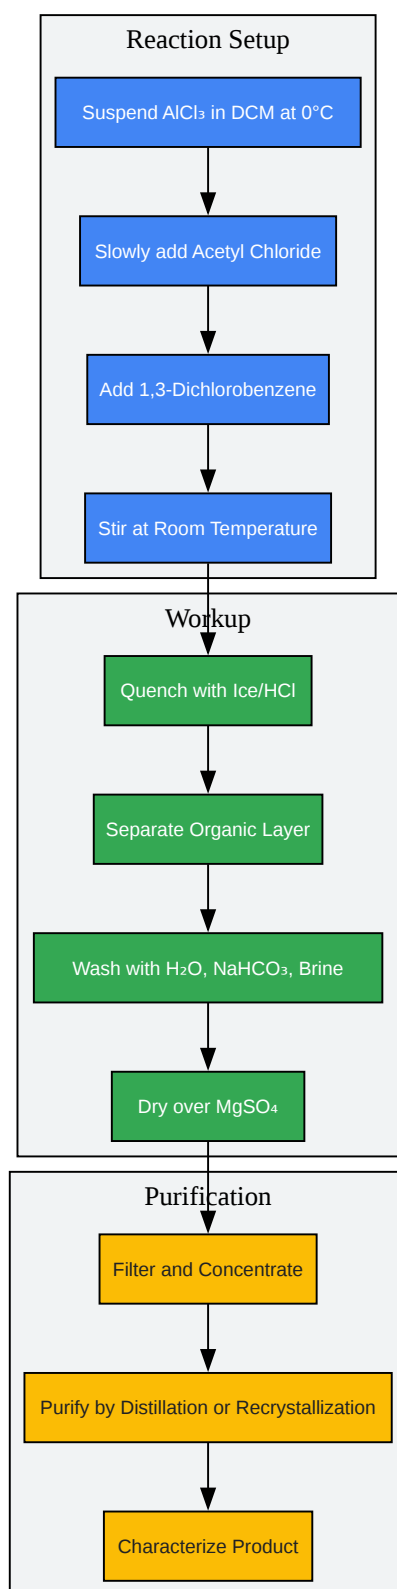 Reaction Setup
Suspend AlCl₃ in DCM at 0°C
Slowly add Acetyl Chloride
Add 1,3-Dichlorobenzene
Stir at Room Temperature
Workup
Quench with Ice/HCl
Separate Organic Layer
Wash with H₂O, NaHCO₃, Brine
Dry over MgSO₄
Purification
Filter and Concentrate
Purify by Distillation or Recrystallization
Characterize Product